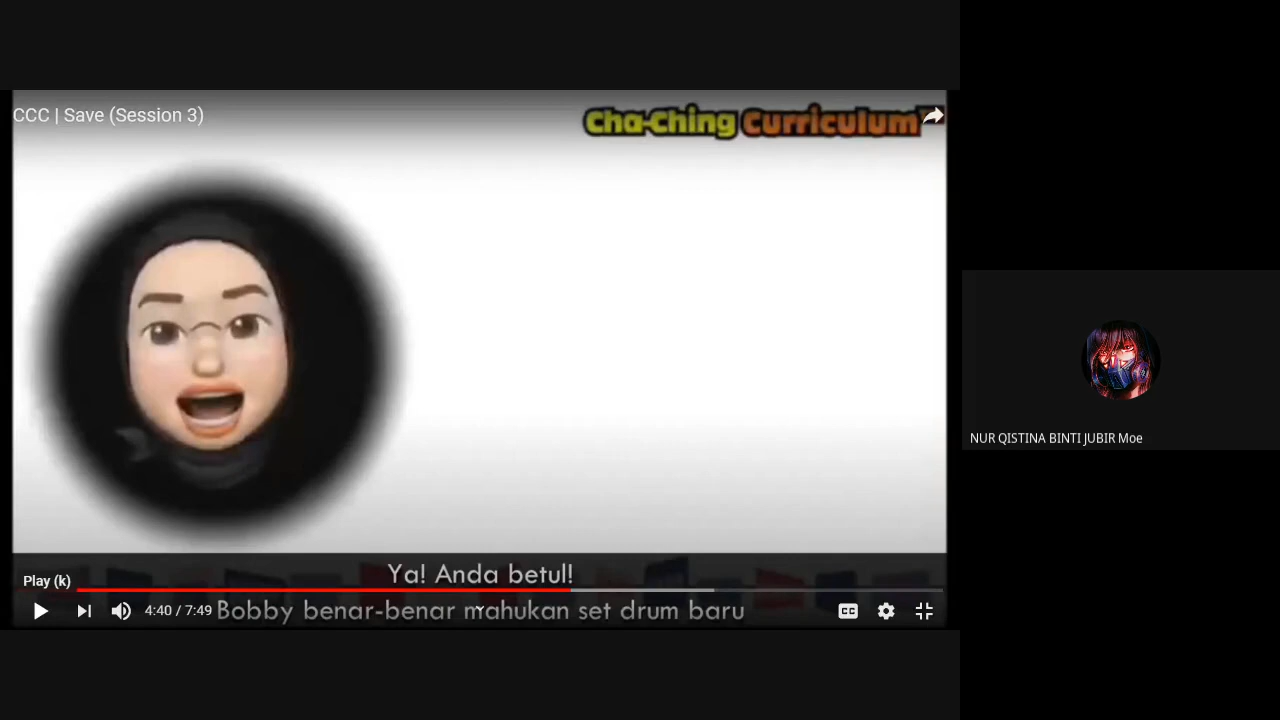 CCC | Save (Session 3)
Cha-Ching Curriculum
NUR QISTINA BINTI JUBIR Moe
Ya! Anda betul!
Play (k)
4:40 / 7:49
Bobby benar-benar mahukan set drum baru
CC